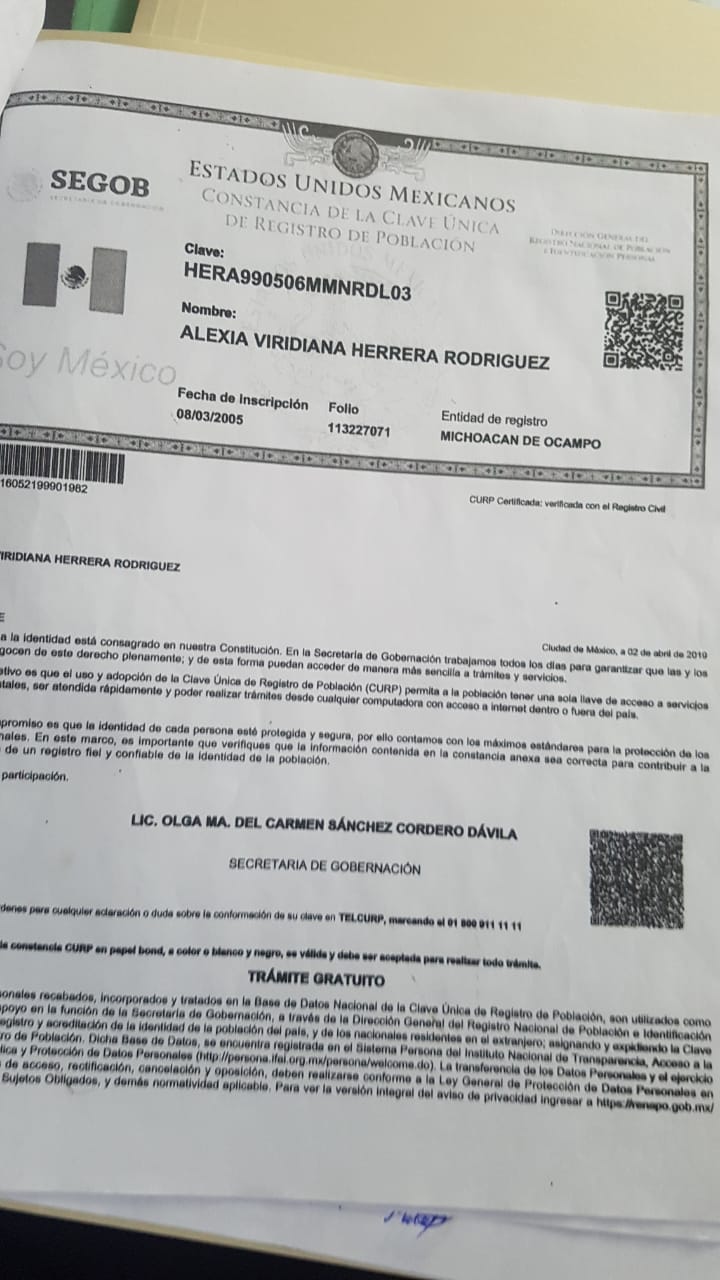 SEGOB
SECRETARÍA DE GOBERNACIÓN
ESTADOS UNIDOS MEXICANOS
CONSTANCIA DE LA CLAVE ÚNICA
DE REGISTRO DE POBLACIÓN
DIRECCIÓN GENERAL DEL
REGISTRO NACIONAL DE POBLACIÓN
E IDENTIFICACIÓN PERSONAL
Clave:
HERA990506MMNRDL03
Nombre:
ALEXIA VIRIDIANA HERRERA RODRIGUEZ
Soy México
Fecha de Inscripción Folio Entidad de registro
08/03/2005 113227071 MICHOACAN DE OCAMPO
16052199901982
CURP Certificada: verificada con el Registro Civil
VIRIDIANA HERRERA RODRIGUEZ
E
Ciudad de México, a 02 de abril de 2019
a la identidad está consagrado en nuestra Constitución. En la Secretaría de Gobernación trabajamos todos los días para garantizar que las y los
gocen de este derecho plenamente; y de esta forma puedan acceder de manera más sencilla a trámites y servicios.
etivo es que el uso y adopción de la Clave Única de Registro de Población (CURP) permita a la población tener una sola llave de acceso a servicios
tales, ser atendida rápidamente y poder realizar trámites desde cualquier computadora con acceso a internet dentro o fuera del país.
promiso es que la identidad de cada persona esté protegida y segura, por ello contamos con los máximos estándares para la protección de los
nales. En este marco, es importante que verifiques que la información contenida en la constancia anexa sea correcta para contribuir a la
de un registro fiel y confiable de la identidad de la población.
participación.
LIC. OLGA MA. DEL CARMEN SÁNCHEZ CORDERO DÁVILA
SECRETARIA DE GOBERNACIÓN
denes para cualquier aclaración o duda sobre la conformación de su clave en TELCURP, marcando el 01 800 911 11 11
la constancia CURP en papel bond, a color o blanco y negro, es válida y debe ser aceptada para realizar todo trámite.
TRÁMITE GRATUITO
sonales recabados, incorporados y tratados en la Base de Datos Nacional de la Clave Única de Registro de Población, son utilizados como
apoyo en la función de la Secretaría de Gobernación, a través de la Dirección General del Registro Nacional de Población e Identificación
egistro y acreditación de la identidad de la población del país, y de los nacionales residentes en el extranjero; asignando y expidiendo la Clave
ro de Población. Dicha Base de Datos, se encuentra registrada en el Sistema Persona del Instituto Nacional de Transparencia, Acceso a la
lica y Protección de Datos Personales (http://persona.ifai.org.mx/persona/welcome.do). La transferencia de los Datos Personales y el ejercicio
de acceso, rectificación, cancelación y oposición, deben realizarse conforme a la Ley General de Protección de Datos Personales en
Sujetos Obligados, y demás normatividad aplicable. Para ver la versión integral del aviso de privacidad ingresar a https://renapo.gob.mx/